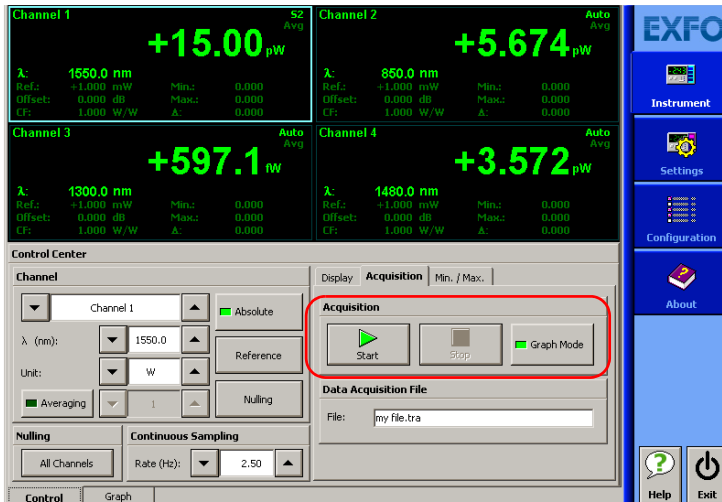 Channel 1 S2
Avg
+15.00 pW
λ: 1550.0 nm
Ref.: +1.000 mW Min.: 0.000
Offset: 0.000 dB Max.: 0.000
CF: 1.000 W/W Δ: 0.000
Channel 2 Auto
Avg
+5.674 pW
λ: 850.0 nm
Ref.: +1.000 mW Min.: 0.000
Offset: 0.000 dB Max.: 0.000
CF: 1.000 W/W Δ: 0.000
Channel 3 Auto
Avg
+597.1 fW
λ: 1300.0 nm
Ref.: +1.000 mW Min.: 0.000
Offset: 0.000 dB Max.: 0.000
CF: 1.000 W/W Δ: 0.000
Channel 4 Auto
Avg
+3.572 pW
λ: 1480.0 nm
Ref.: +1.000 mW Min.: 0.000
Offset: 0.000 dB Max.: 0.000
CF: 1.000 W/W Δ: 0.000
Control Center
Channel
Channel 1
Absolute
λ (nm): 1550.0
Reference
Unit: W
Averaging 1
Nulling
Nulling
All Channels
Continuous Sampling
Rate (Hz): 2.50
Display Acquisition Min. / Max.
Acquisition
Start Stop Graph Mode
Data Acquisition File
File: my file.tra
Control Graph
EXFO
Instrument
Settings
Configuration
About
Help Exit